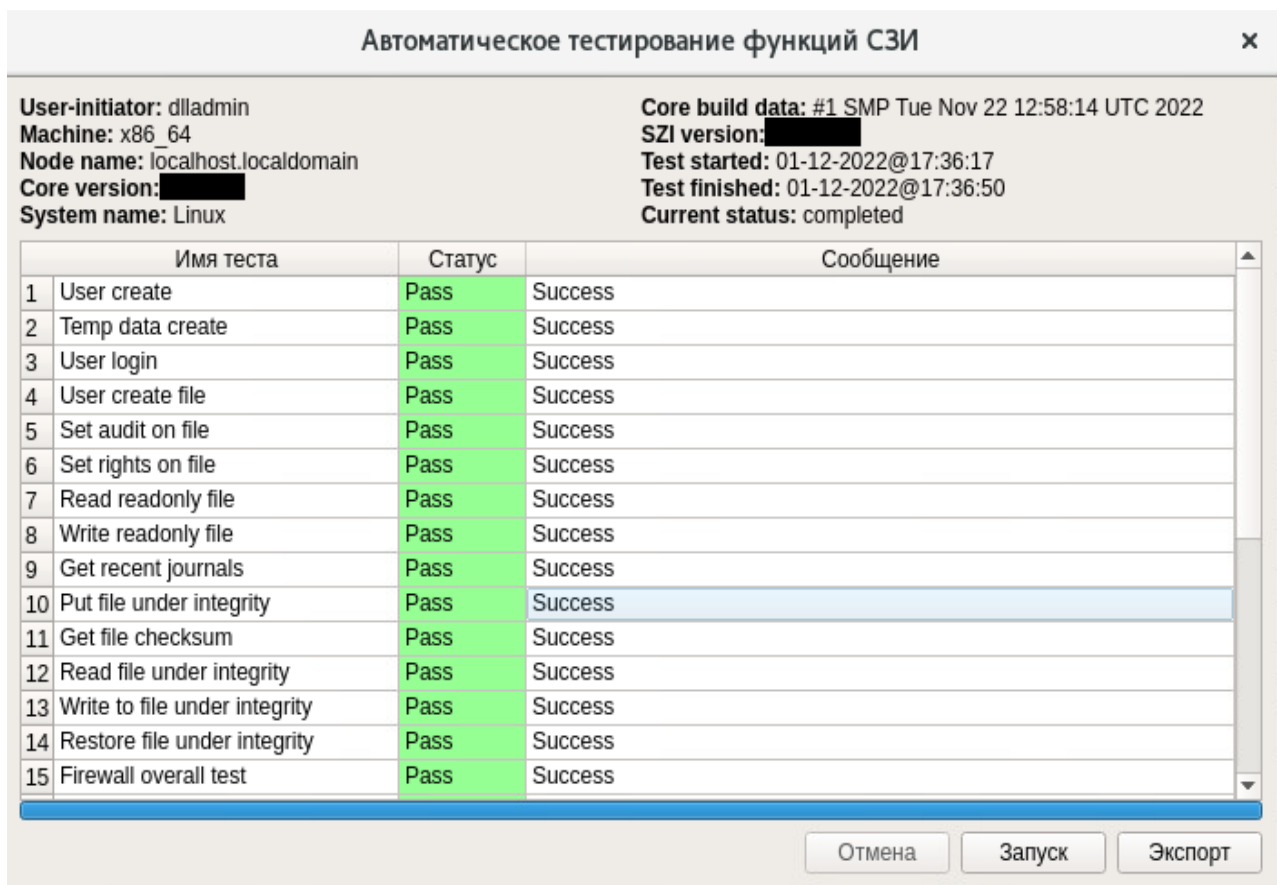 Автоматическое тестирование функций СЗИ
User-initiator: dlladmin
Machine: x86_64
Node name: localhost.localdomain
Core version:
System name: Linux
Core build data: #1 SMP Tue Nov 22 12:58:14 UTC 2022
SZI version:
Test started: 01-12-2022@17:36:17
Test finished: 01-12-2022@17:36:50
Current status: completed
Имя теста Статус Сообщение
1 User create Pass Success
2 Temp data create Pass Success
3 User login Pass Success
4 User create file Pass Success
5 Set audit on file Pass Success
6 Set rights on file Pass Success
7 Read readonly file Pass Success
8 Write readonly file Pass Success
9 Get recent journals Pass Success
10 Put file under integrity Pass Success
11 Get file checksum Pass Success
12 Read file under integrity Pass Success
13 Write to file under integrity Pass Success
14 Restore file under integrity Pass Success
15 Firewall overall test Pass Success
Отмена Запуск Экспорт